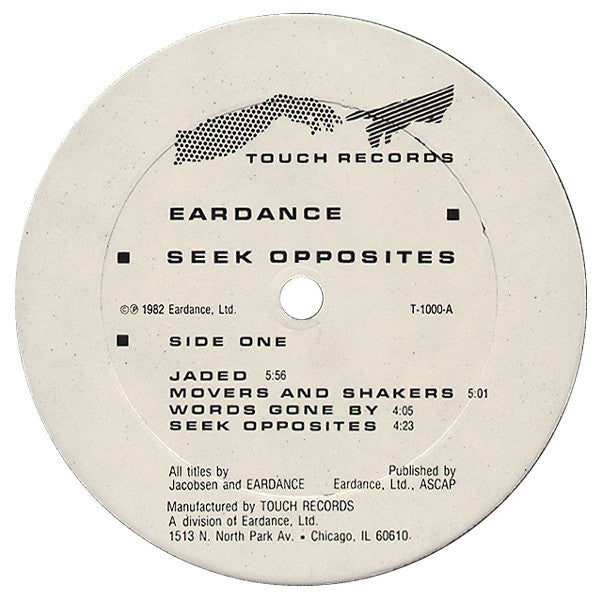 TOUCH RECORDS
EARDANCE
SEEK OPPOSITES
©℗ 1982 Eardance, Ltd. T-1000-A
SIDE ONE
JADED 5:56
MOVERS AND SHAKERS 5:01
WORDS GONE BY 4:05
SEEK OPPOSITES 4:23
All titles by Published by
Jacobsen and EARDANCE Eardance, Ltd., ASCAP
Manufactured by TOUCH RECORDS
A division of Eardance, Ltd.
1513 N. North Park Av. • Chicago, IL 60610.